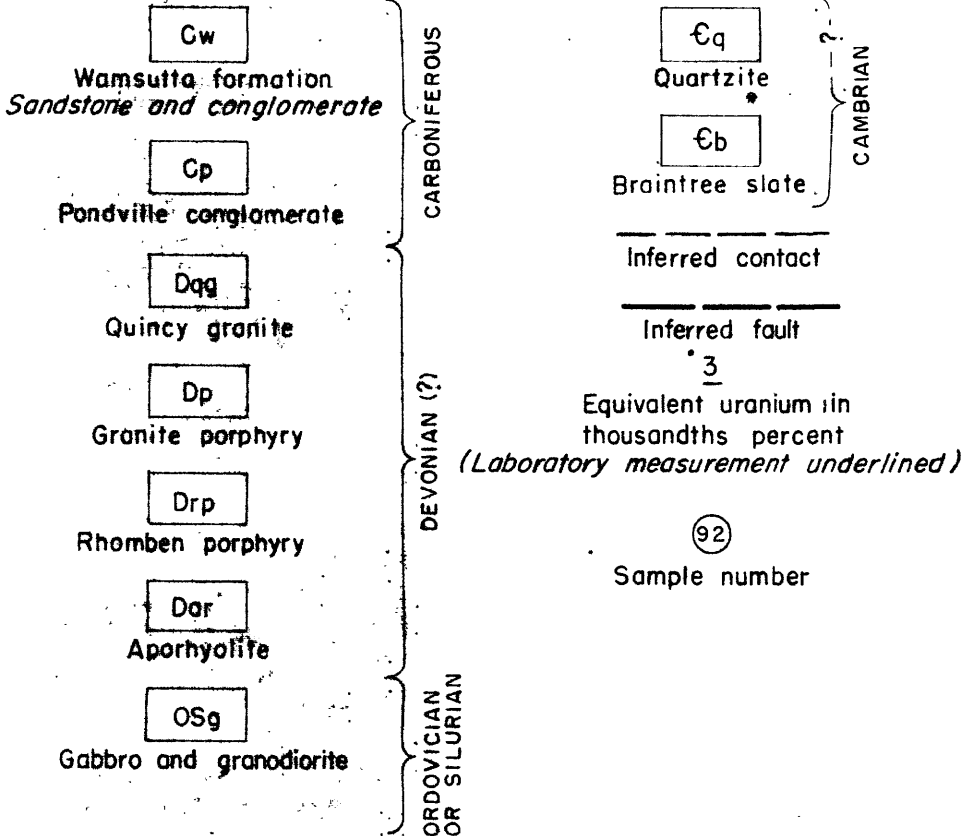 Cw
Wamsutta formation
Sandstone and conglomerate
Cp
Pondville conglomerate
CARBONIFEROUS
Dqg
Quincy granite
Dp
Granite porphyry
Drp
Rhomben porphyry
Dar
Aporhyolite
DEVONIAN (?)
OSg
Gabbro and granodiorite
ORDOVICIAN
OR SILURIAN
Єq
Quartzite
Єb
Braintree slate
?
CAMBRIAN
Inferred contact
Inferred fault
3
Equivalent uranium in
thousandths percent
(Laboratory measurement underlined)
92
Sample number